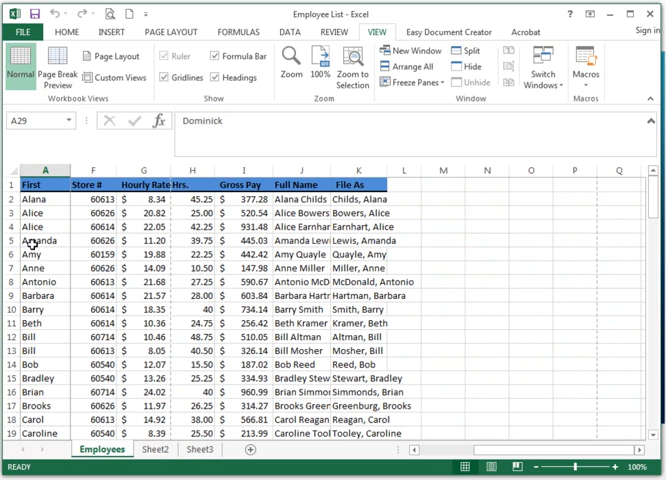 Employee List - Excel
Sign in
FILE HOME INSERT PAGE LAYOUT FORMULAS DATA REVIEW VIEW Easy Document Creator Acrobat
Normal
Page Break Preview
Page Layout
Custom Views
Workbook Views
Ruler
Formula Bar
Gridlines
Headings
Show
Zoom
100%
Zoom to Selection
Zoom
New Window
Arrange All
Freeze Panes
Split
Hide
Unhide
Window
Switch Windows
Macros
Macros
A29 fx Dominick
A F G H I J K L M N O P Q
1 First Store # Hourly Rate Hrs. Gross Pay Full Name File As
2 Alana 60613 $ 8.34 45.25 $ 377.28 Alana Childs Childs, Alana
3 Alice 60626 $ 20.82 25.00 $ 520.54 Alice Bowers Bowers, Alice
4 Alice 60614 $ 22.05 42.25 $ 931.48 Alice Earnhar Earnhart, Alice
5 Amanda 60626 $ 11.20 39.75 $ 445.03 Amanda Lewi Lewis, Amanda
6 Amy 60159 $ 19.88 22.25 $ 442.42 Amy Quayle Quayle, Amy
7 Anne 60626 $ 14.09 10.50 $ 147.98 Anne Miller Miller, Anne
8 Antonio 60613 $ 21.68 27.25 $ 590.67 Antonio McD McDonald, Antonio
9 Barbara 60614 $ 21.57 28.00 $ 603.84 Barbara Hartr Hartman, Barbara
10 Barry 60614 $ 18.35 40 $ 734.14 Barry Smith Smith, Barry
11 Beth 60614 $ 10.36 24.75 $ 256.42 Beth Kramer Kramer, Beth
12 Bill 60714 $ 10.46 48.75 $ 510.05 Bill Altman Altman, Bill
13 Bill 60613 $ 8.05 40.50 $ 326.14 Bill Mosher Mosher, Bill
14 Bob 60540 $ 12.07 15.50 $ 187.02 Bob Reed Reed, Bob
15 Bradley 60540 $ 13.26 25.25 $ 334.93 Bradley Stew Stewart, Bradley
16 Brian 60714 $ 24.02 40 $ 960.99 Brian Simmor Simmonds, Brian
17 Brooks 60626 $ 11.97 26.25 $ 314.27 Brooks Green Greenburg, Brooks
18 Carol 60613 $ 14.92 38.00 $ 566.81 Carol Reagan Reagan, Carol
19 Caroline 60540 $ 8.39 25.50 $ 213.99 Caroline Tool Tooley, Caroline
Employees Sheet2 Sheet3
READY 100%